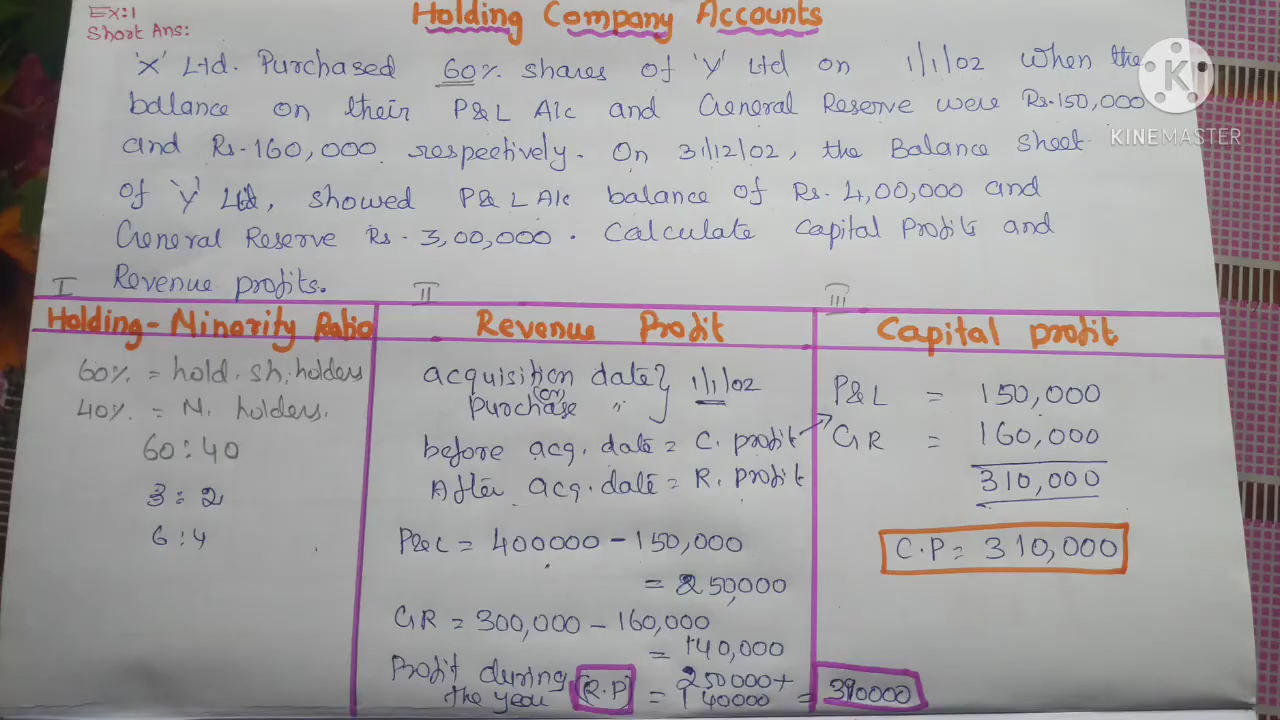 Ex:1
Short Ans:
Holding Company Accounts
'X' Ltd. Purchased 60% shares of 'Y' Ltd on 1/1/02 when the
balance on their P&L A/c and General Reserve were Rs.150,000
and Rs.160,000 respectively. On 31/12/02, the Balance sheet
of 'Y' Ltd, showed P&L A/c balance of Rs. 4,00,000 and
General Reserve Rs. 3,00,000. Calculate Capital Profits and
Revenue profits.
K
KINEMASTER
I
Holding-Minority Ratio
60% = hold. sh. holders
40% = M. holders.
60:40
3:2
6:4
II
Revenue Profit
acquisition date} 1/1/02
(or)
purchase "
before acq. date = C. profit
After acq. date = R. profit
P&L = 400000 - 150,000
= 250,000
GR = 300,000 - 160,000
= 140,000
Profit during the year (R.P) = 250000+140000 = 390000
III
Capital profit
P&L = 150,000
GR = 160,000
310,000
C.P = 310,000